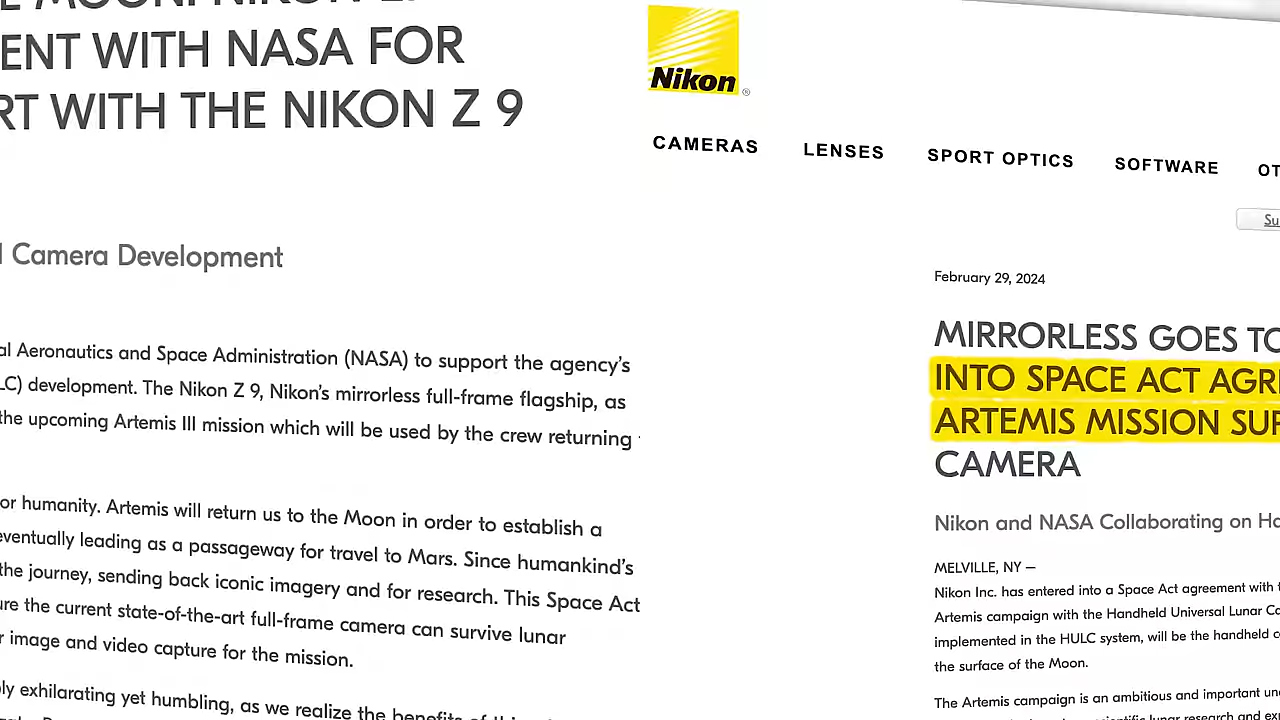 ENT WITH NASA FOR
RT WITH THE NIKON Z 9
Camera Development
al Aeronautics and Space Administration (NASA) to support the agency's
LC) development. The Nikon Z 9, Nikon's mirrorless full-frame flagship, as
the upcoming Artemis III mission which will be used by the crew returning
or humanity. Artemis will return us to the Moon in order to establish a
eventually leading as a passageway for travel to Mars. Since humankind's
the journey, sending back iconic imagery and for research. This Space Act
ure the current state-of-the-art full-frame camera can survive lunar
r image and video capture for the mission.
ly exhilarating yet humbling, as we realize the benefits of
Nikon®
CAMERAS LENSES SPORT OPTICS SOFTWARE OT
Su
February 29, 2024
MIRRORLESS GOES TO
INTO SPACE ACT AGRE
ARTEMIS MISSION SUP
CAMERA
Nikon and NASA Collaborating on Ha
MELVILLE, NY –
Nikon Inc. has entered into a Space Act agreement with t
Artemis campaign with the Handheld Universal Lunar Ca
implemented in the HULC system, will be the handheld c
the surface of the Moon.
The Artemis campaign is an ambitious and important un